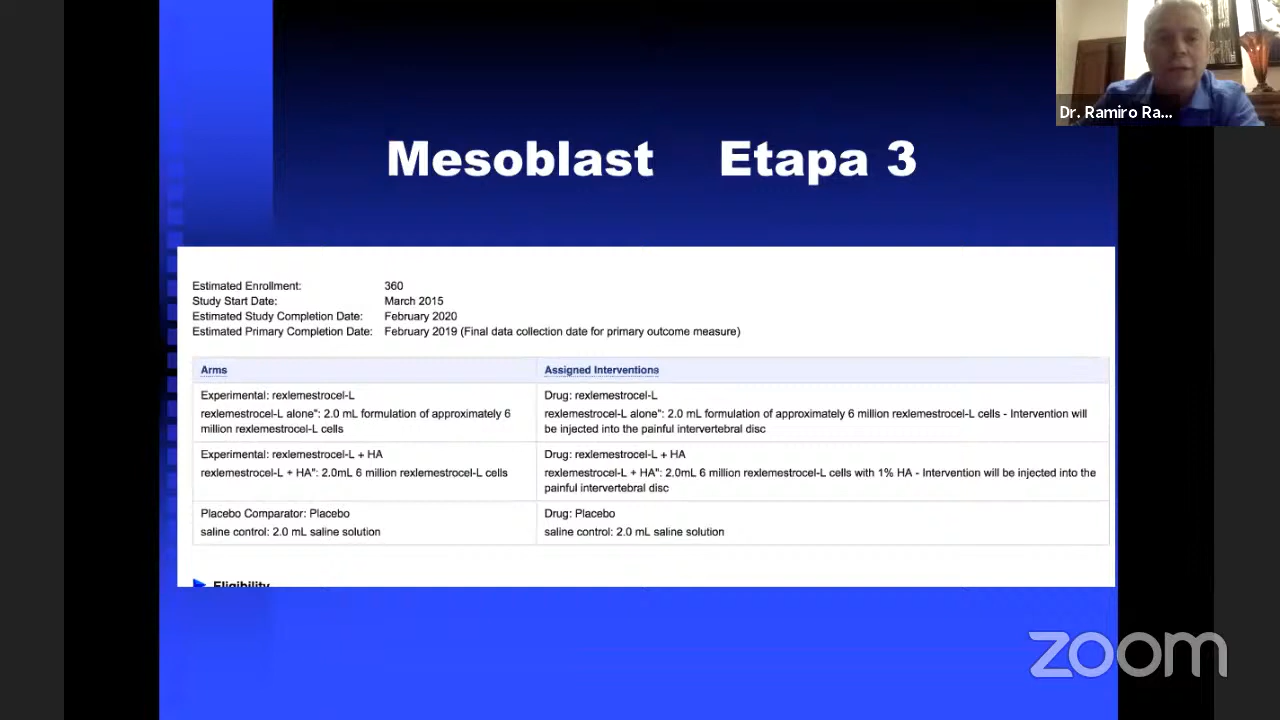 Dr. Ramiro Ra...
Mesoblast Etapa 3
Estimated Enrollment: 360
Study Start Date: March 2015
Estimated Study Completion Date: February 2020
Estimated Primary Completion Date: February 2019 (Final data collection date for primary outcome measure)
Arms
Assigned Interventions
Experimental: rexlemestrocel-L
rexlemestrocel-L alone": 2.0 mL formulation of approximately 6
million rexlemestrocel-L cells
Drug: rexlemestrocel-L
rexlemestrocel-L alone": 2.0 mL formulation of approximately 6 million rexlemestrocel-L cells - Intervention will
be injected into the painful intervertebral disc
Experimental: rexlemestrocel-L + HA
rexlemestrocel-L + HA": 2.0mL 6 million rexlemestrocel-L cells
Drug: rexlemestrocel-L + HA
rexlemestrocel-L + HA": 2.0mL 6 million rexlemestrocel-L cells with 1% HA - Intervention will be injected into the
painful intervertebral disc
Placebo Comparator: Placebo
saline control: 2.0 mL saline solution
Drug: Placebo
saline control: 2.0 mL saline solution
Eligibility
zoom